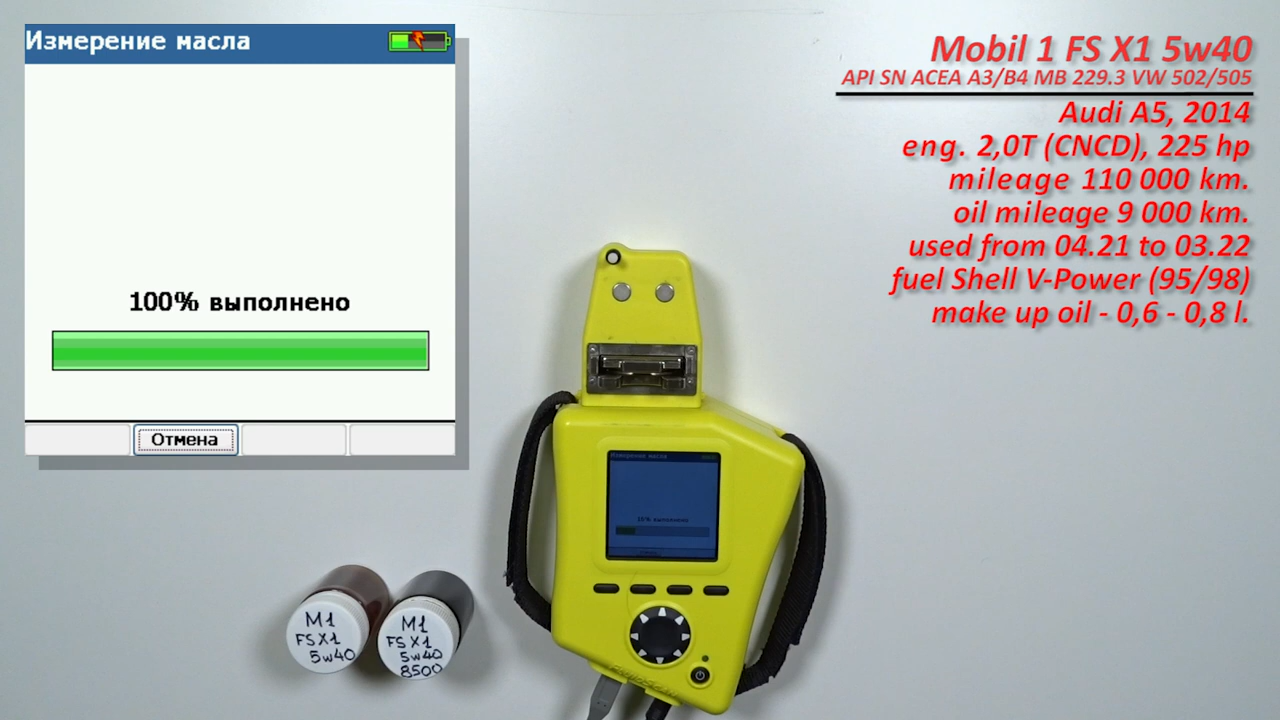 Измерение масла
100% выполнено
Отмена
Mobil 1 FS X1 5w40
API SN ACEA A3/B4 MB 229.3 VW 502/505
Audi A5, 2014
eng. 2,0T (CNCD), 225 hp
mileage 110 000 km.
oil mileage 9 000 km.
used from 04.21 to 03.22
fuel Shell V-Power (95/98)
make up oil - 0,6 - 0,8 l.
Измерение масла
M1
FS X1
5w40
M1
FS X1
5w40
8500